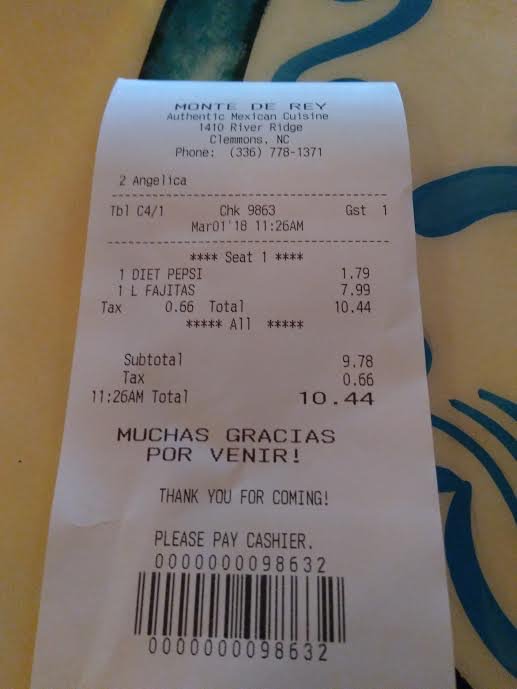 MONTE DE REY
Authentic Mexican Cuisine
1410 River Ridge
Clemmons, NC
Phone: (336) 778-1371
2 Angelica
Tbl C4/1 Chk 9863 Gst 1
Mar01'18 11:26AM
**** Seat 1 ****
1 DIET PEPSI 1.79
1 L FAJITAS 7.99
Tax 0.66 Total 10.44
***** All *****
Subtotal 9.78
Tax 0.66
11:26AM Total 10.44
MUCHAS GRACIAS
POR VENIR!
THANK YOU FOR COMING!
PLEASE PAY CASHIER.
0000000098632
0000000098632